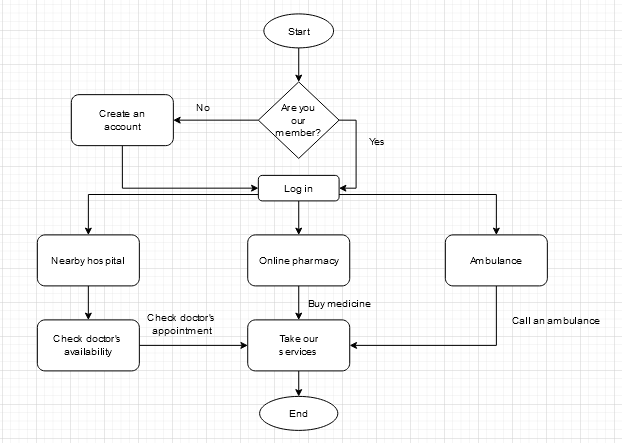 Start
Are you
our
member?
No
Create an
account
Yes
Log in
Nearby hospital
Online pharmacy
Ambulance
Buy medicine
Check doctor's
appointment
Call an ambulance
Check doctor's
availability
Take our
services
End